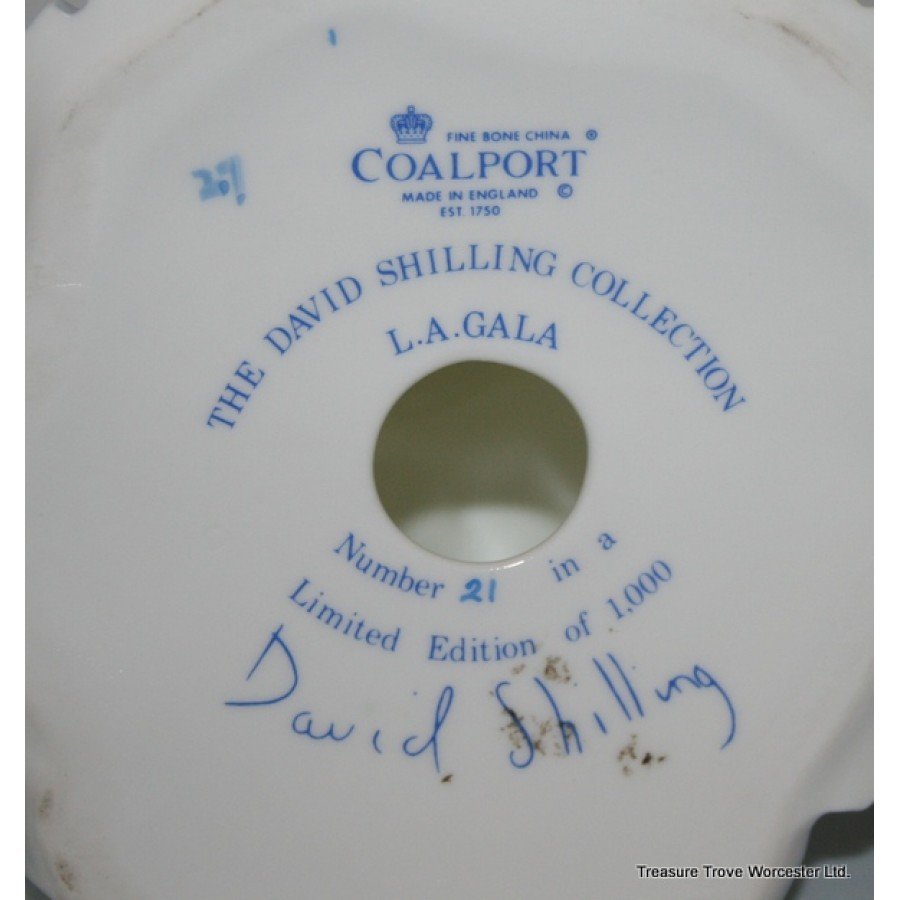 FINE BONE CHINA ®
COALPORT
MADE IN ENGLAND ©
EST. 1750
THE DAVID SHILLING COLLECTION
L.A.GALA
Number 21 in a
Limited Edition of 1,000
David Shilling
Treasure Trove Worcester Ltd.